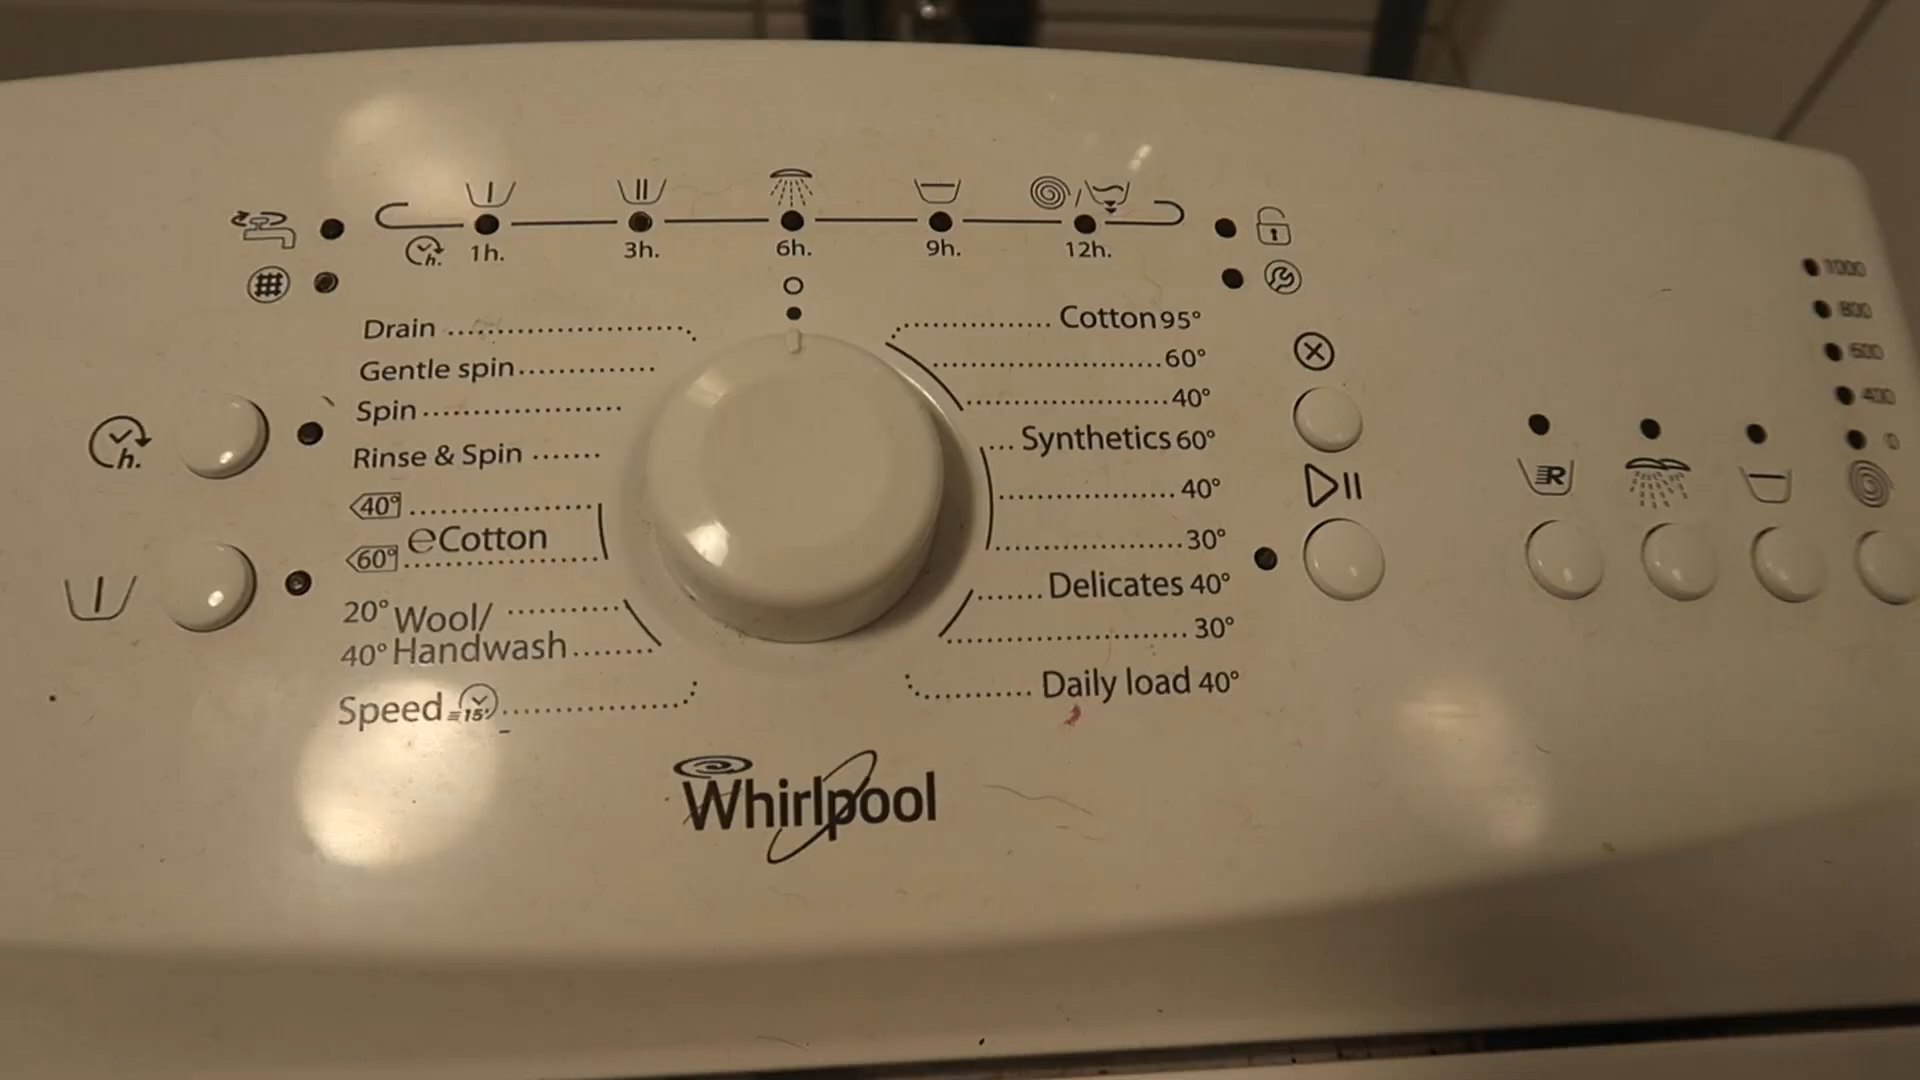 h. 1h. 3h. 6h. 9h. 12h.
Drain
Gentle spin
Spin
Rinse & Spin
40°
eCotton
60°
20° Wool/
40° Handwash
Speed 15'
Cotton 95°
60°
40°
Synthetics 60°
40°
30°
Delicates 40°
30°
Daily load 40°
h.
R
1000
800
600
400
0
Whirlpool